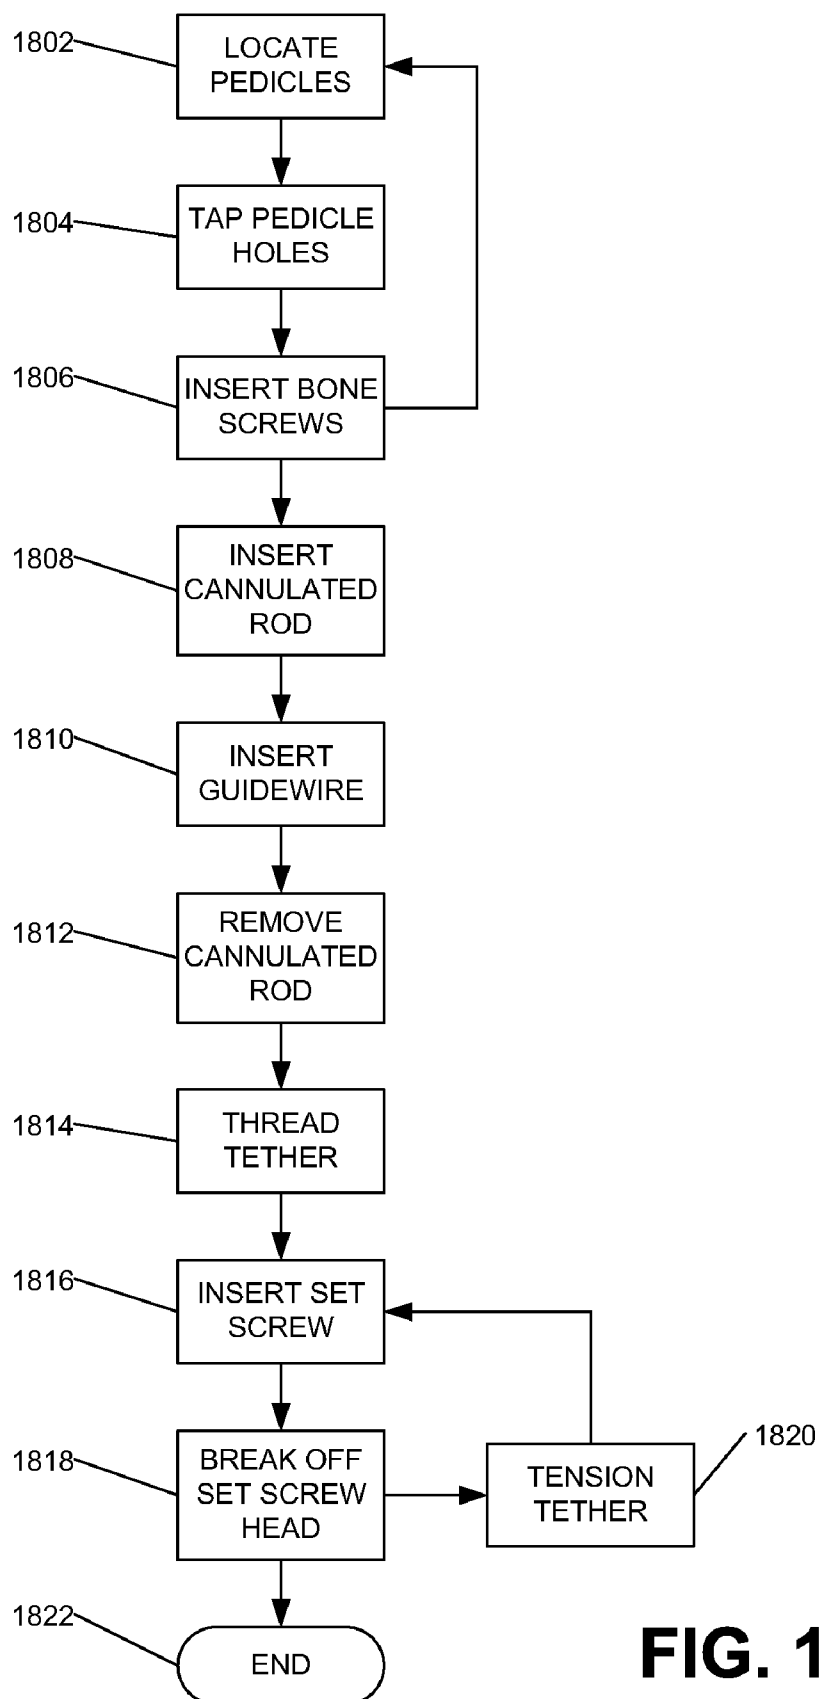 1802
LOCATE
PEDICLES
1804
TAP PEDICLE
HOLES
1806
INSERT BONE
SCREWS
1808
INSERT
CANNULATED
ROD
1810
INSERT
GUIDEWIRE
1812
REMOVE
CANNULATED
ROD
1814
THREAD
TETHER
1816
INSERT SET
SCREW
1818
BREAK OFF
SET SCREW
HEAD
1820
TENSION
TETHER
1822
END
FIG. 1